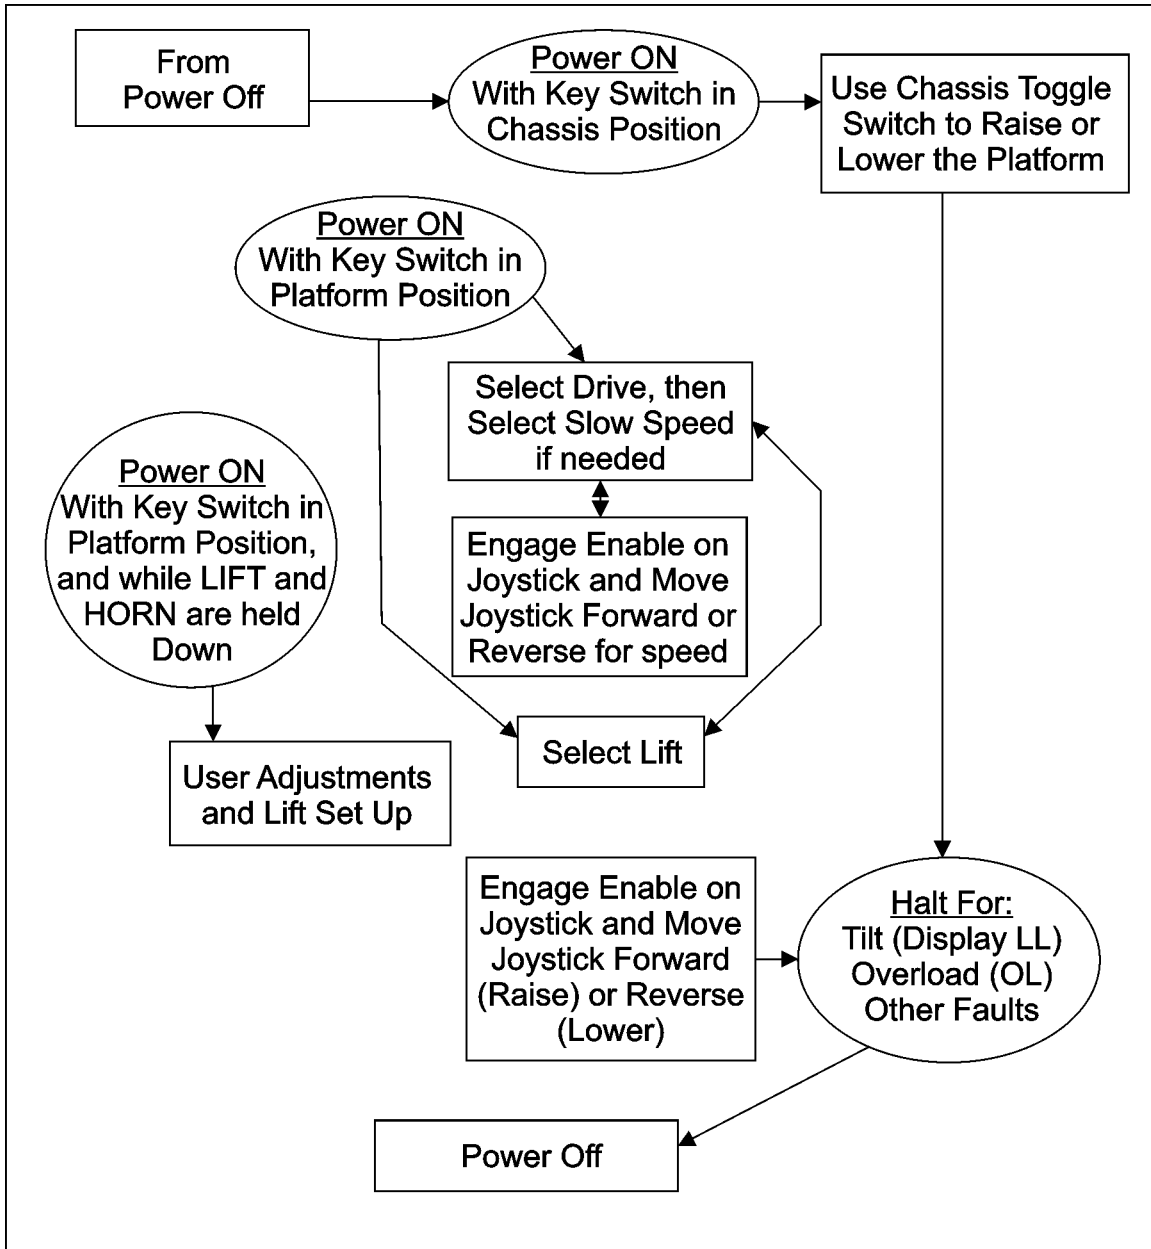 From
Power Off
Power ON
With Key Switch in
Chassis Position
Use Chassis Toggle
Switch to Raise or
Lower the Platform
Power ON
With Key Switch in
Platform Position
Select Drive, then
Select Slow Speed
if needed
Power ON
With Key Switch in
Platform Position,
and while LIFT and
HORN are held
Down
Engage Enable on
Joystick and Move
Joystick Forward or
Reverse for speed
Select Lift
User Adjustments
and Lift Set Up
Engage Enable on
Joystick and Move
Joystick Forward
(Raise) or Reverse
(Lower)
Halt For:
Tilt (Display LL)
Overload (OL)
Other Faults
Power Off